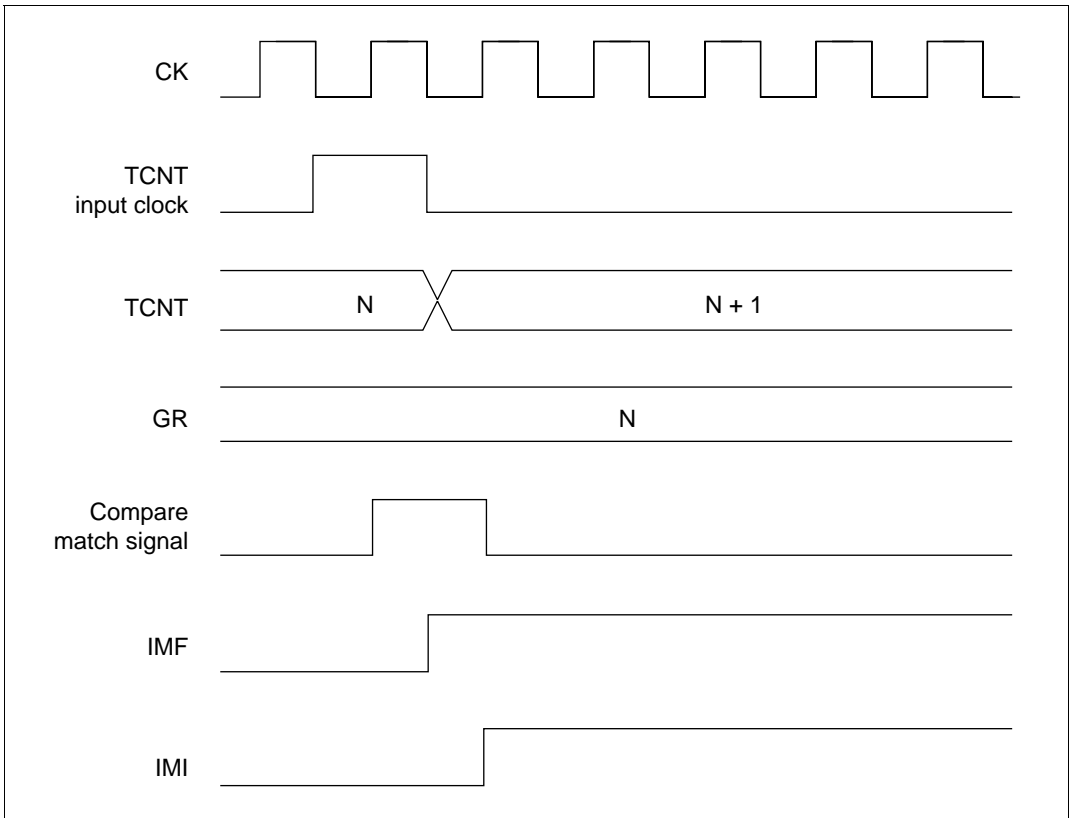 CK
TCNT
input clock
TCNT
N
N + 1
GR
N
Compare
match signal
IMF
IMI